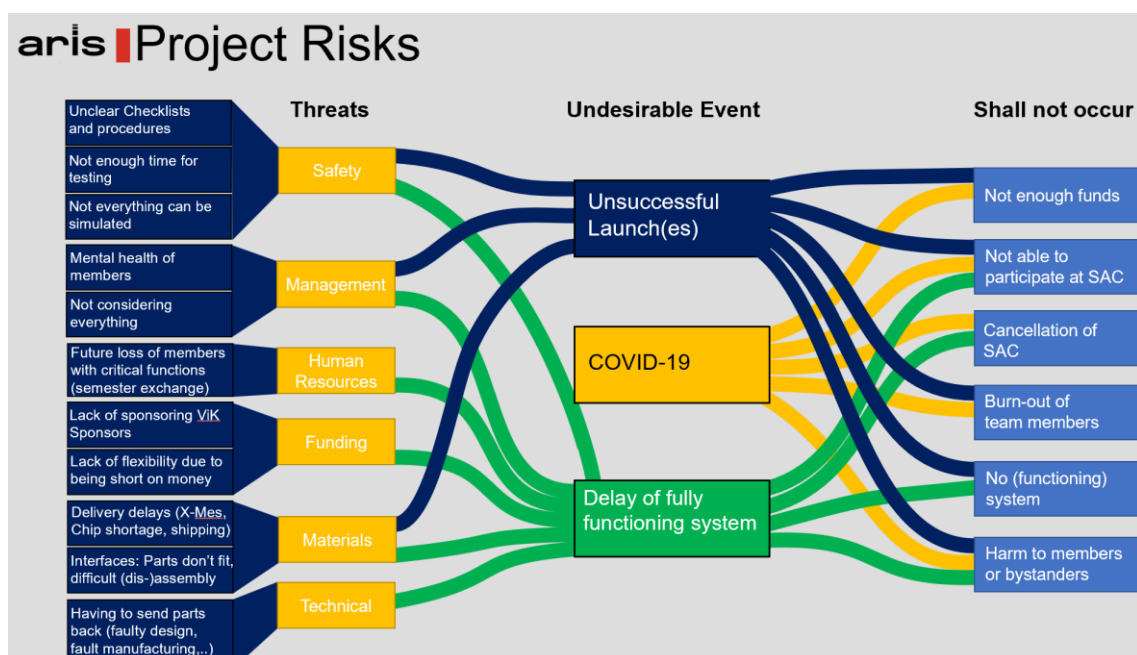 aris Project Risks
Threats
Undesirable Event
Shall not occur
Unclear Checklists
and procedures
Not enough time for
testing
Not everything can be
simulated
Mental health of
members
Not considering
everything
Future loss of members
with critical functions
(semester exchange)
Lack of sponsoring ViK
Sponsors
Lack of flexibility due to
being short on money
Delivery delays (X-Mes,
Chip shortage, shipping)
Interfaces: Parts don't fit,
difficult (dis-)assembly
Having to send parts
back (faulty design,
fault manufacturing,..)
Safety
Management
Human
Resources
Funding
Materials
Technical
Unsuccessful
Launch(es)
COVID-19
Delay of fully
functioning system
Not enough funds
Not able to
participate at SAC
Cancellation of
SAC
Burn-out of
team members
No (functioning)
system
Harm to members
or bystanders